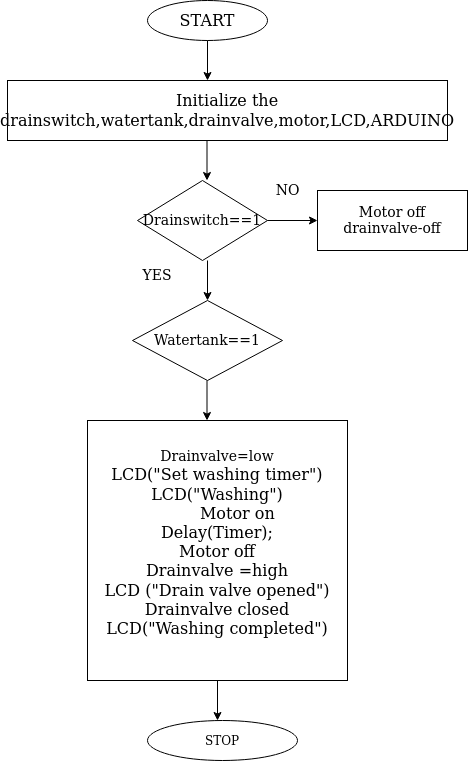 START
Initialize the
drainswitch,watertank,drainvalve,motor,LCD,ARDUINO
NO
Drainswitch==1
Motor off
drainvalve-off
YES
Watertank==1
Drainvalve=low
LCD("Set washing timer")
LCD("Washing")
Motor on
Delay(Timer);
Motor off
Drainvalve =high
LCD ("Drain valve opened")
Drainvalve closed
LCD("Washing completed")
STOP